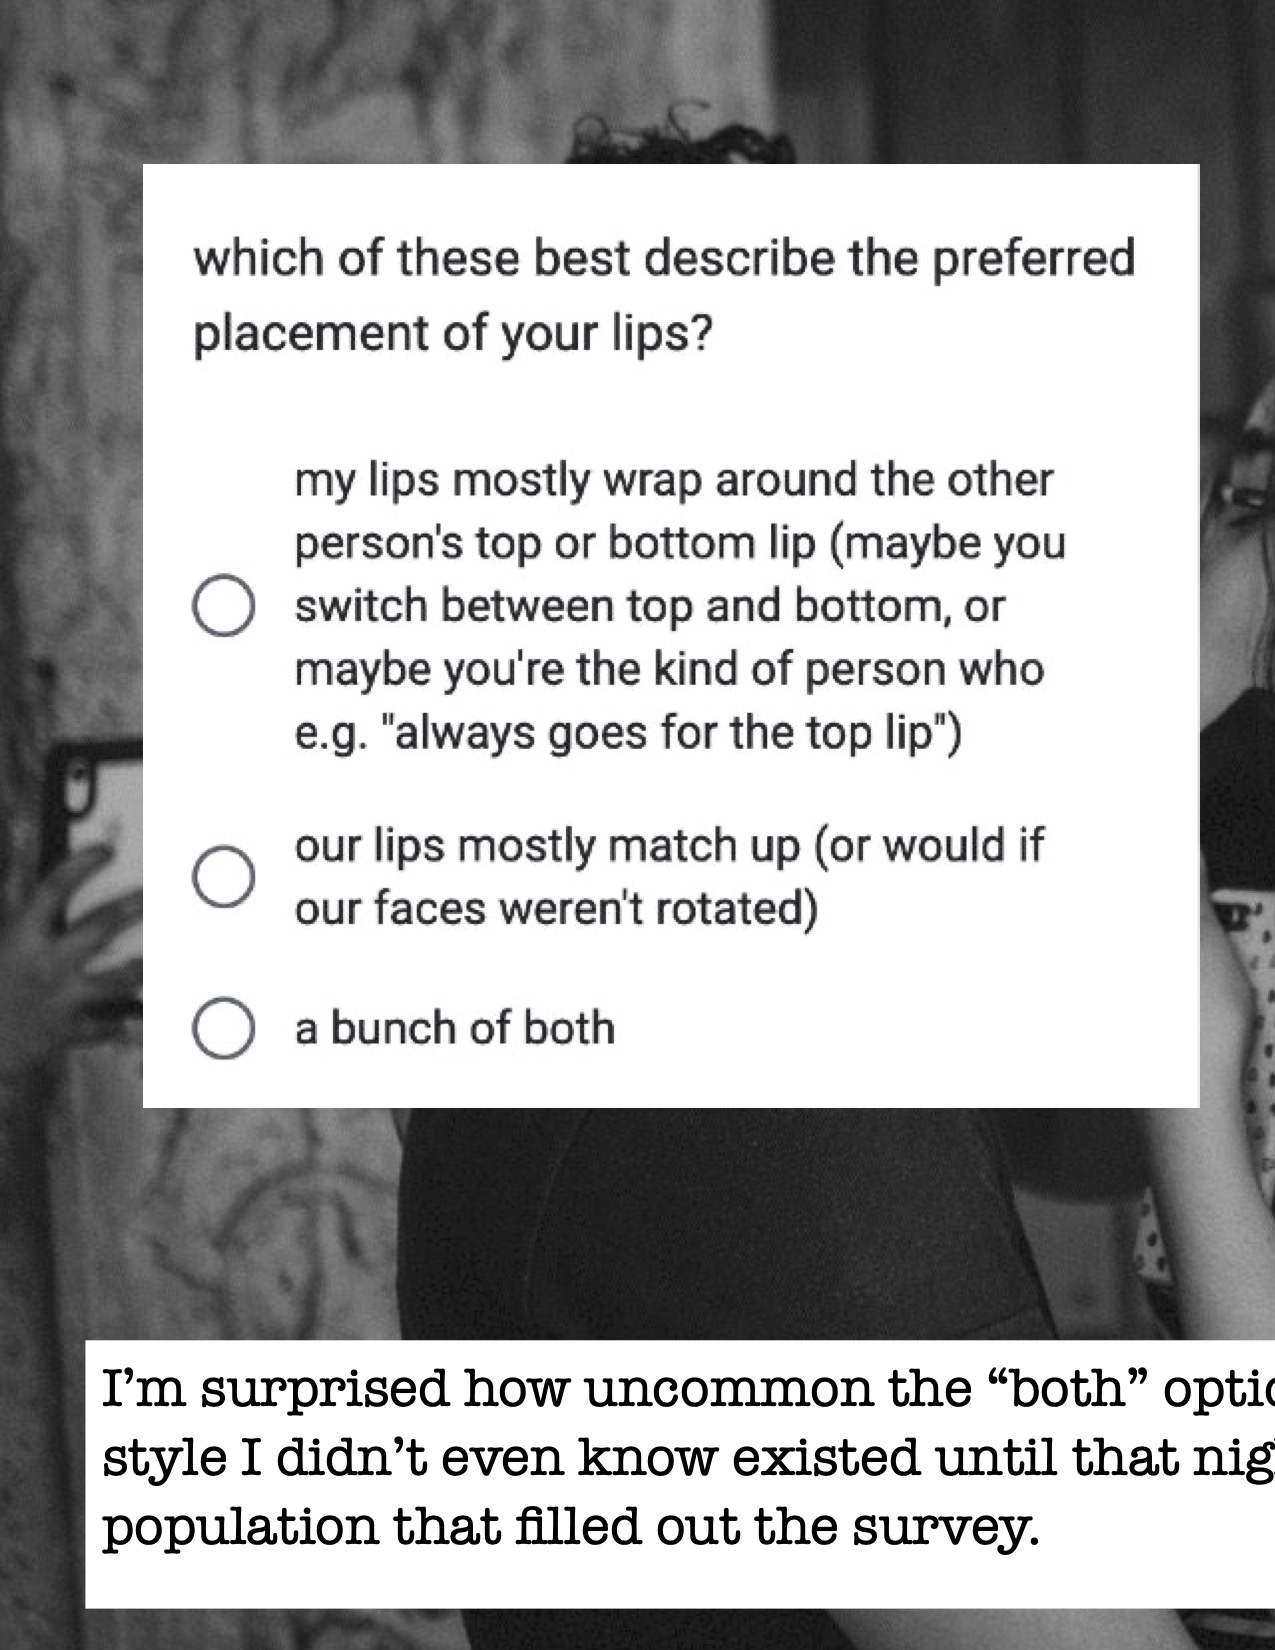 which of these best describe the preferred
placement of your lips?
my lips mostly wrap around the other
person's top or bottom lip (maybe you
switch between top and bottom, or
maybe you're the kind of person who
e.g. "always goes for the top lip")
our lips mostly match up (or would if
our faces weren't rotated)
a bunch of both
I’m surprised how uncommon the “both”
style I didn’t even know existed until that
population that filled out the survey.